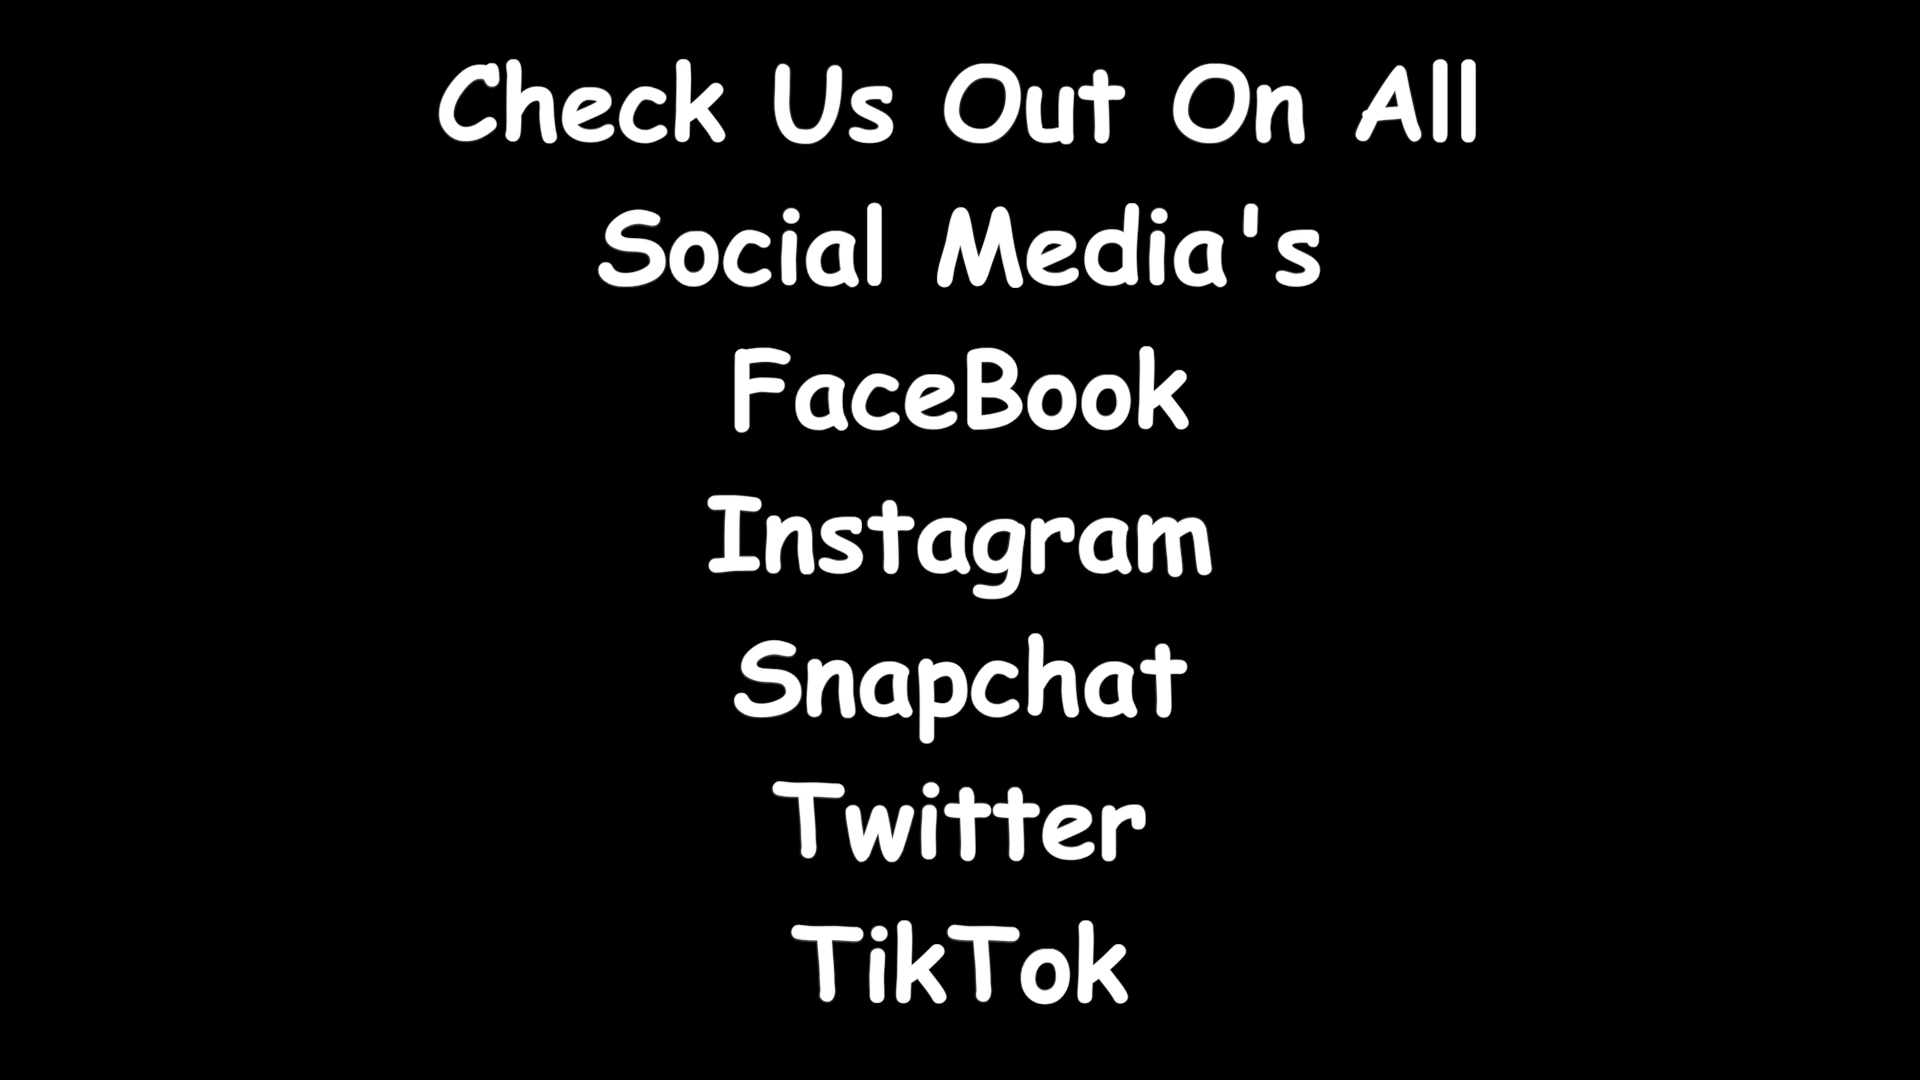 Check Us Out On All
Social Media's
FaceBook
Instagram
Snapchat
Twitter
TikTok